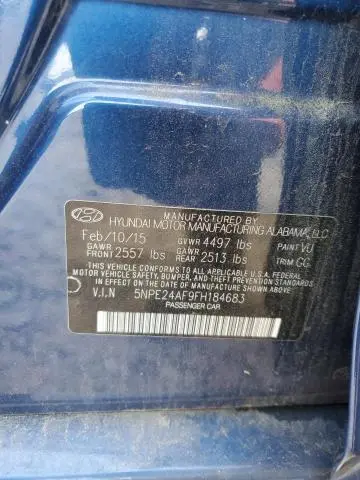 MANUFACTURED BY
HYUNDAI MOTOR MANUFACTURING ALABAMA, LLC
Feb/10/15 GVWR 4497 lbs PAINT VU
GAWR FRONT 2557 lbs GAWR REAR 2513 lbs TRIM GC
THIS VEHICLE CONFORMS TO ALL APPLICABLE U.S.A. FEDERAL
MOTOR VEHICLE SAFETY, BUMPER, AND THEFT PREVENTION STANDARDS
IN EFFECT ON THE DATE OF MANUFACTURE SHOWN ABOVE.
V.I.N 5NPE24AF9FH184683
PASSENGER CAR